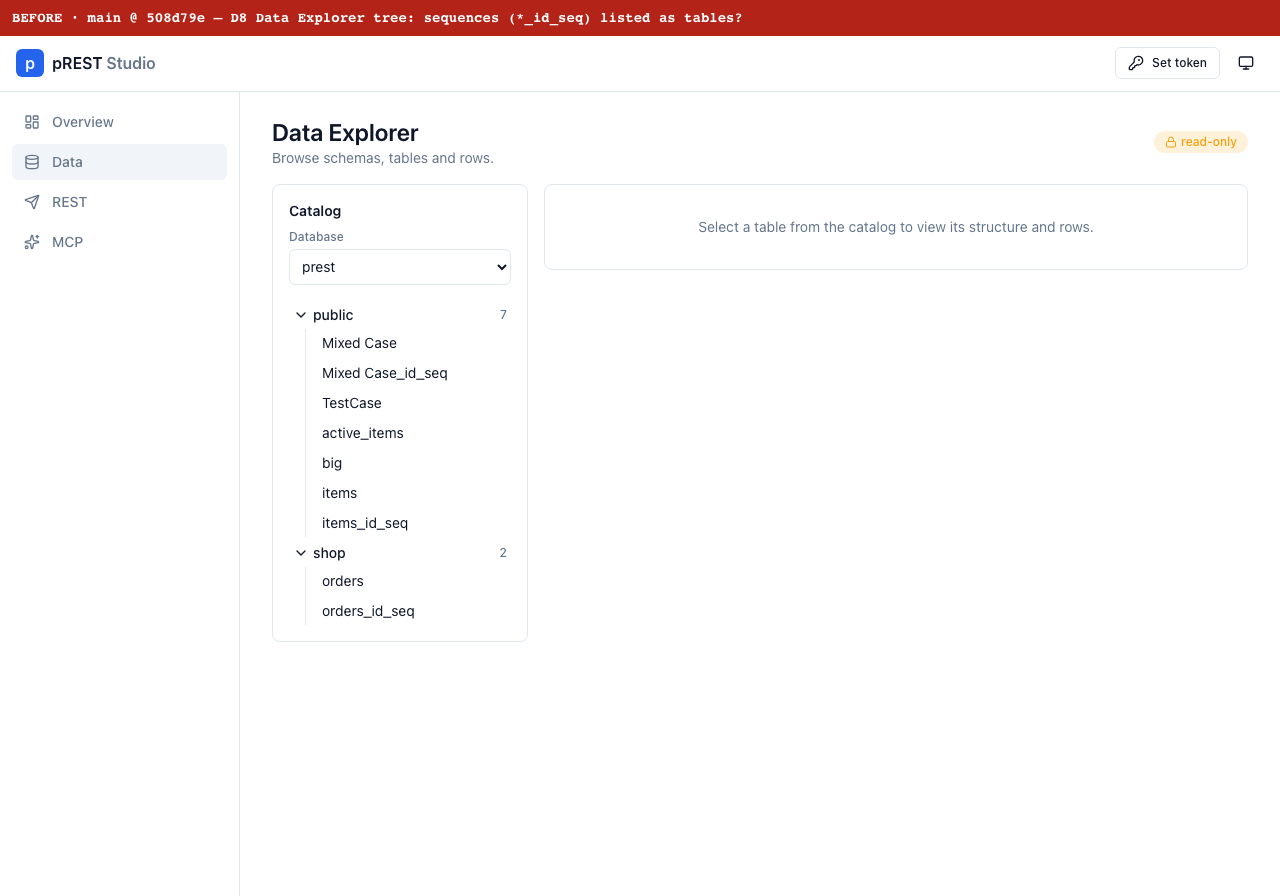 BEFORE · main @ 508d79e — D8 Data Explorer tree: sequences (*_id_seq) listed as tables?
p pREST Studio
Set token
Overview
Data
REST
MCP
Data Explorer
Browse schemas, tables and rows.
read-only
Catalog
Database
prest
public 7
Mixed Case
Mixed Case_id_seq
TestCase
active_items
big
items
items_id_seq
shop 2
orders
orders_id_seq
Select a table from the catalog to view its structure and rows.